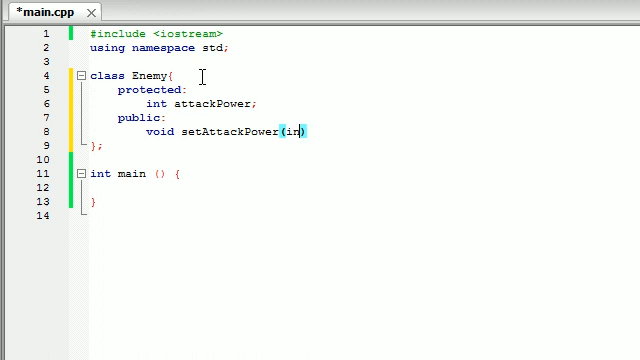 *main.cpp
1 #include <iostream>
2 using namespace std;
3
4 class Enemy{
5 protected:
6 int attackPower;
7 public:
8 void setAttackPower(in)
9 };
10
11 int main () {
12
13 }
14